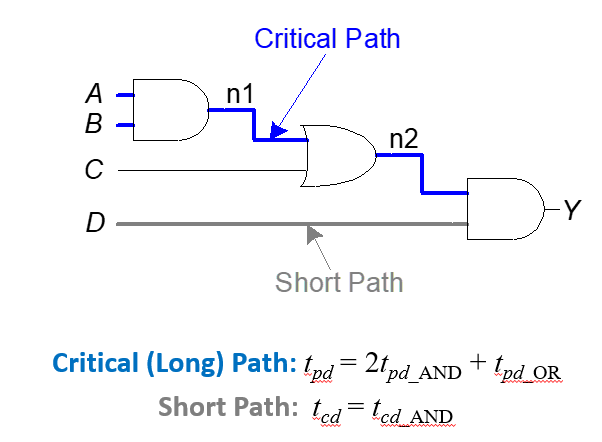 Critical Path
A
n1
B
n2
C
Y
D
Short Path
Critical (Long) Path: tpd = 2tpd_AND + tpd_OR
Short Path: tcd = tcd_AND